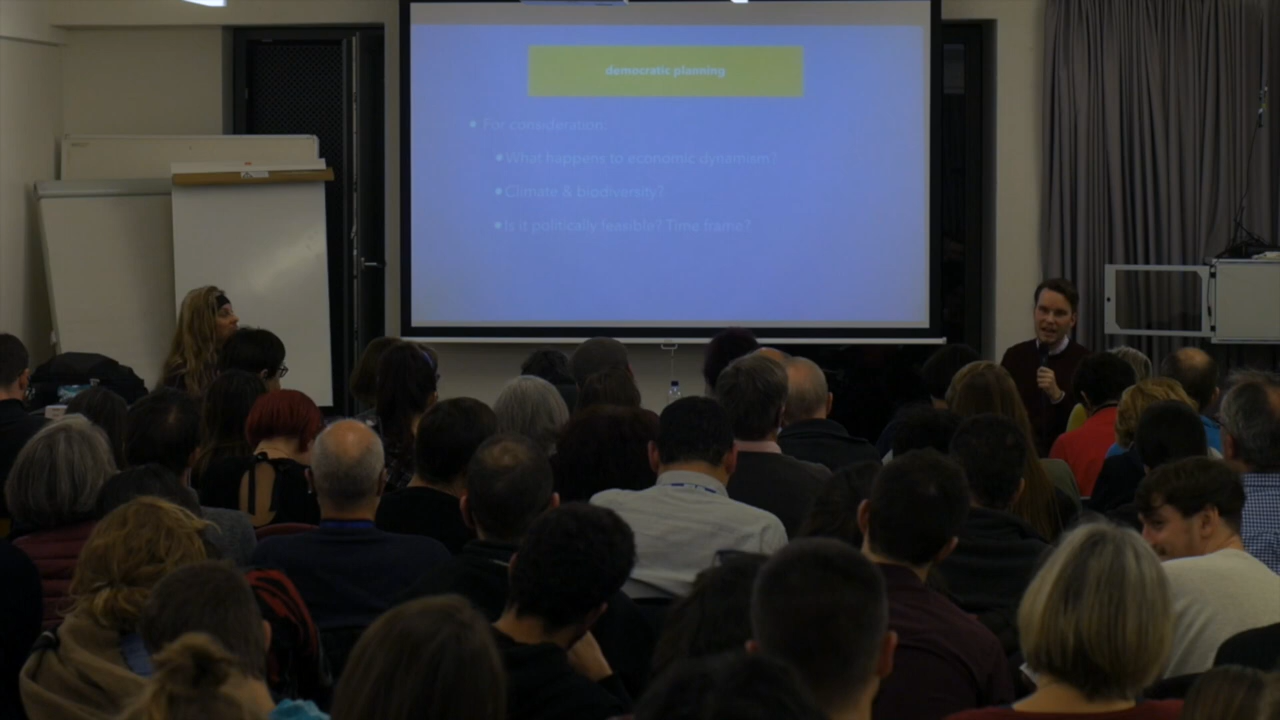 democratic planning
• For consideration:
• What happens to economic dynamism?
• Climate & biodiversity?
• Is it politically feasible? Time frame?